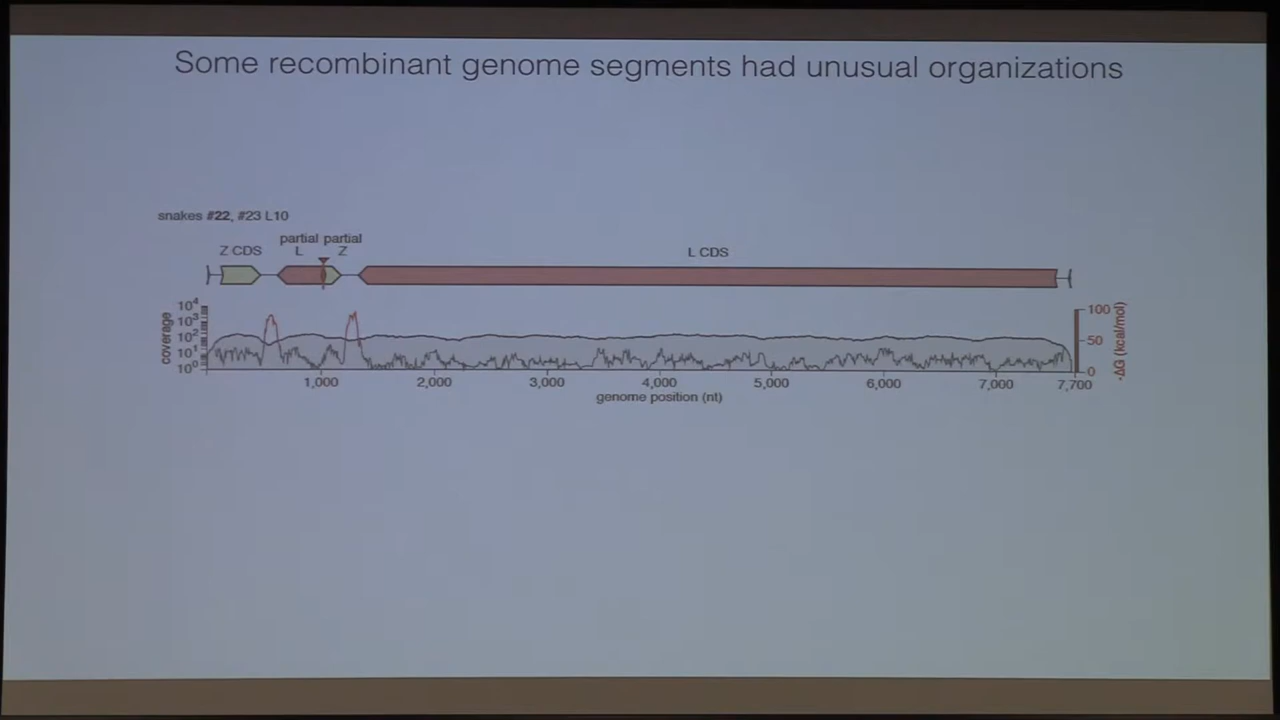 Some recombinant genome segments had unusual organizations
snakes #22, #23 L10
partial partial
Z CDS L Z L CDS
10⁴
10³
10²
10¹
10⁰
coverage
100
50
0
-ΔG (kcal/mol)
1,000 2,000 3,000 4,000 5,000 6,000 7,000 7,700
genome position (nt)